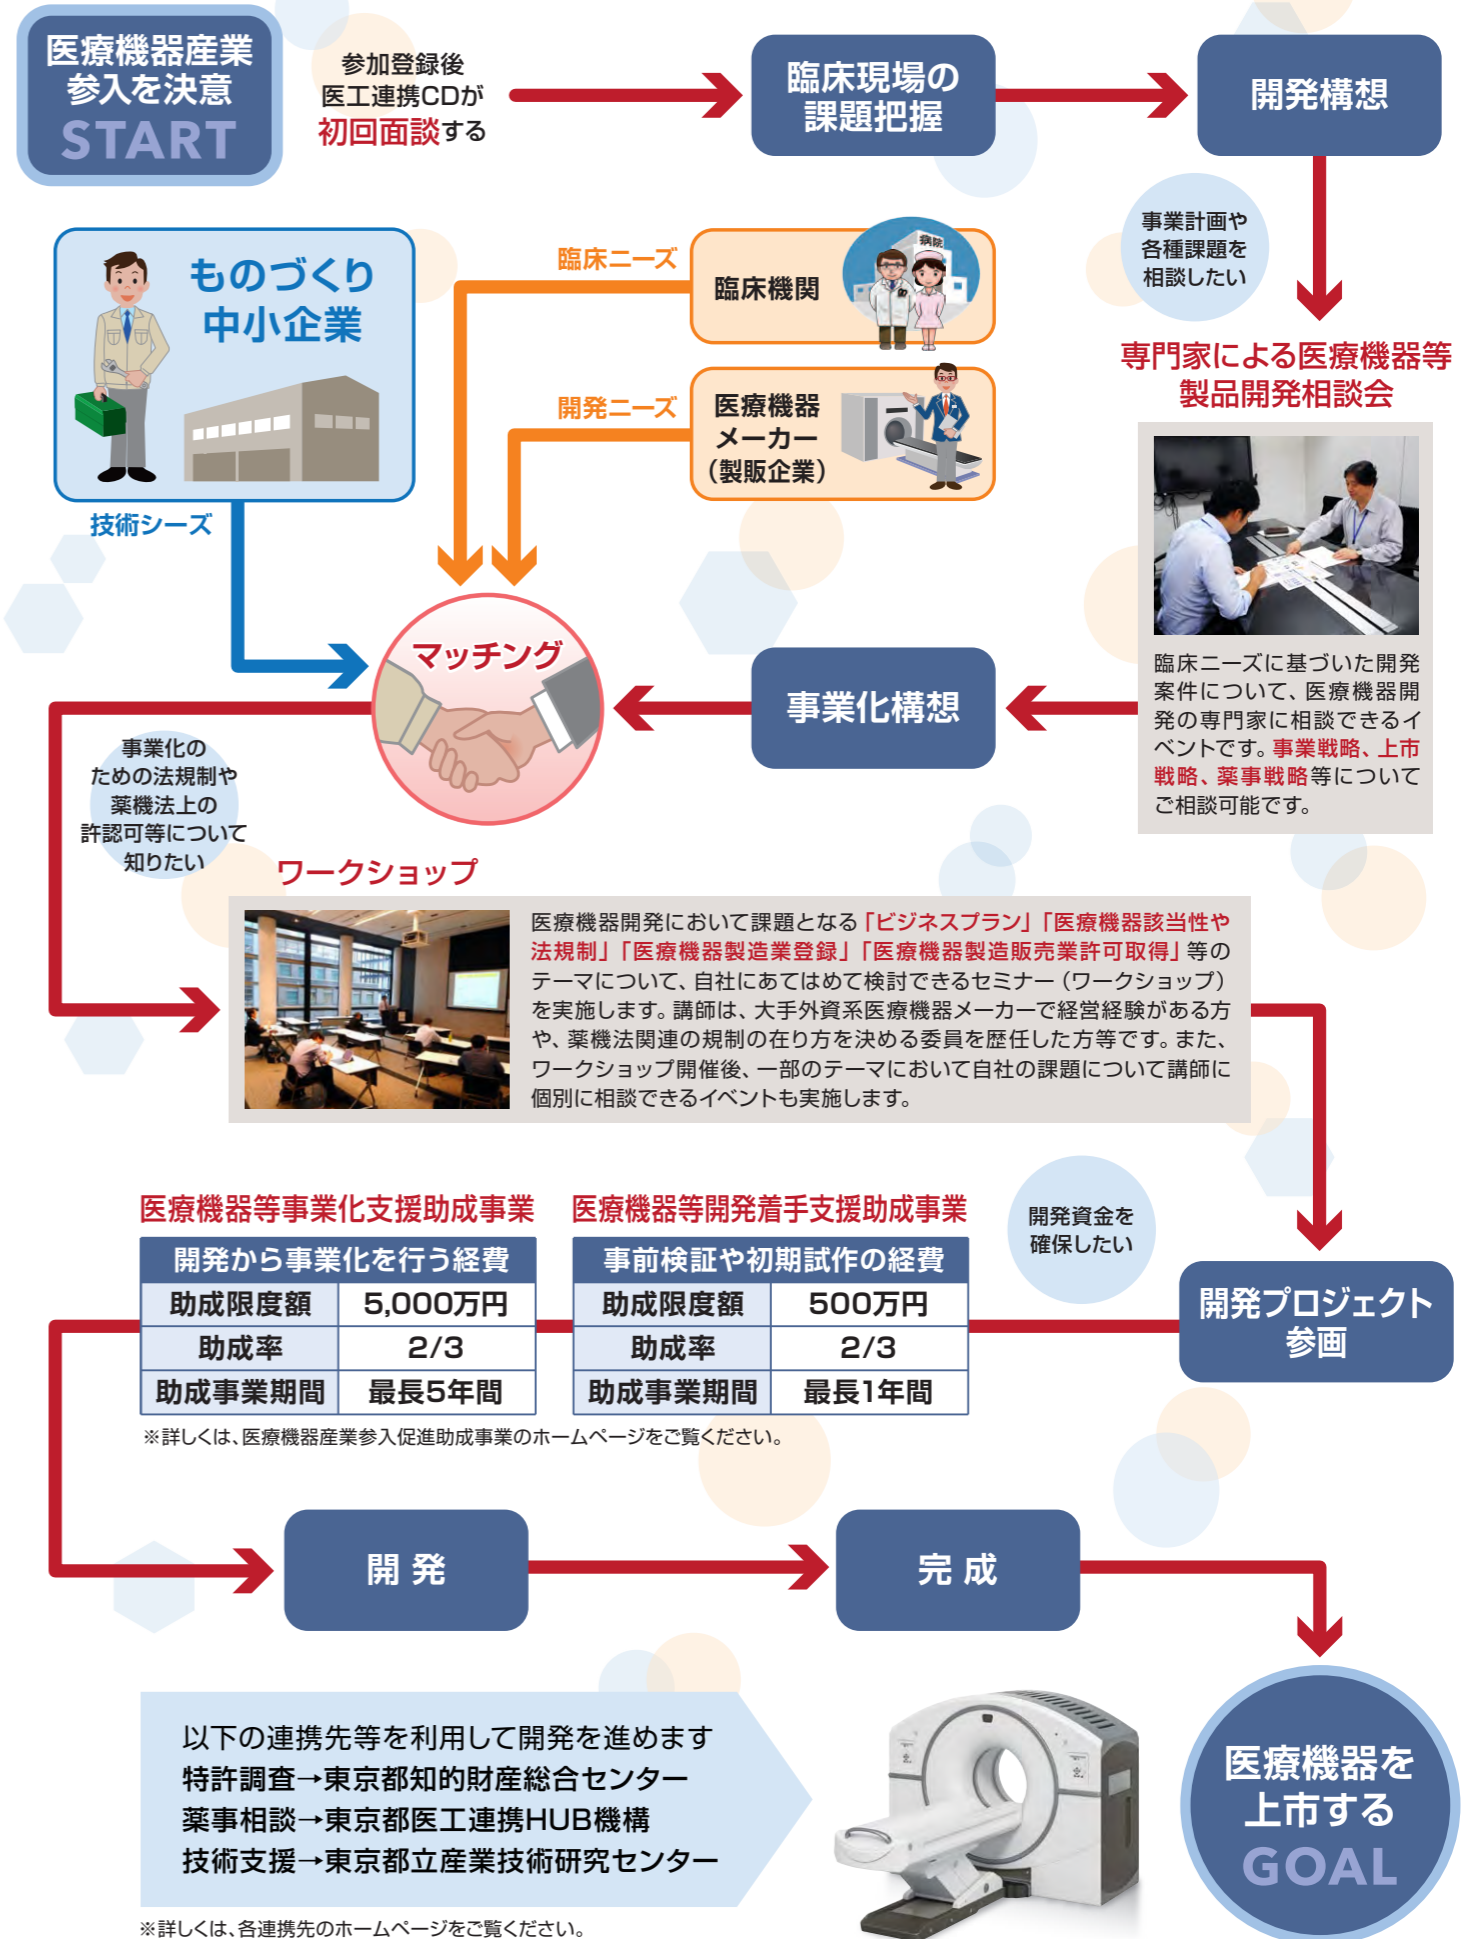 医療機器産業
参入を決意
START
参加登録後
医工連携CDが
初回面談する
臨床現場の
課題把握
開発構想
事業計画や
各種課題を
相談したい
ものづくり
中小企業
技術シーズ
臨床ニーズ
臨床機関
病院
開発ニーズ
医療機器
メーカー
（製販企業）
専門家による医療機器等
製品開発相談会
臨床ニーズに基づいた開発
案件について、医療機器開
発の専門家に相談できるイ
ベントです。事業戦略、上市
戦略、薬事戦略等について
ご相談可能です。
事業化構想
マッチング
事業化の
ための法規制や
薬機法上の
許認可等について
知りたい
ワークショップ
医療機器開発において課題となる「ビジネスプラン」「医療機器該当性や
法規制」「医療機器製造業登録」「医療機器製造販売業許可取得」等の
テーマについて、自社にあてはめて検討できるセミナー（ワークショップ）
を実施します。講師は、大手外資系医療機器メーカーで経営経験がある方
や、薬機法関連の規制の在り方を決める委員を歴任した方等です。また、
ワークショップ開催後、一部のテーマにおいて自社の課題について講師に
個別に相談できるイベントも実施します。
開発資金を
確保したい
開発プロジェクト
参画
医療機器等事業化支援助成事業
開発から事業化を行う経費
助成限度額 5,000万円
助成率 2/3
助成事業期間 最長5年間
医療機器等開発着手支援助成事業
事前検証や初期試作の経費
助成限度額 500万円
助成率 2/3
助成事業期間 最長1年間
※詳しくは、医療機器産業参入促進助成事業のホームページをご覧ください。
開 発
完 成
以下の連携先等を利用して開発を進めます
特許調査→東京都知的財産総合センター
薬事相談→東京都医工連携HUB機構
技術支援→東京都立産業技術研究センター
※詳しくは、各連携先のホームページをご覧ください。
医療機器を
上市する
GOAL